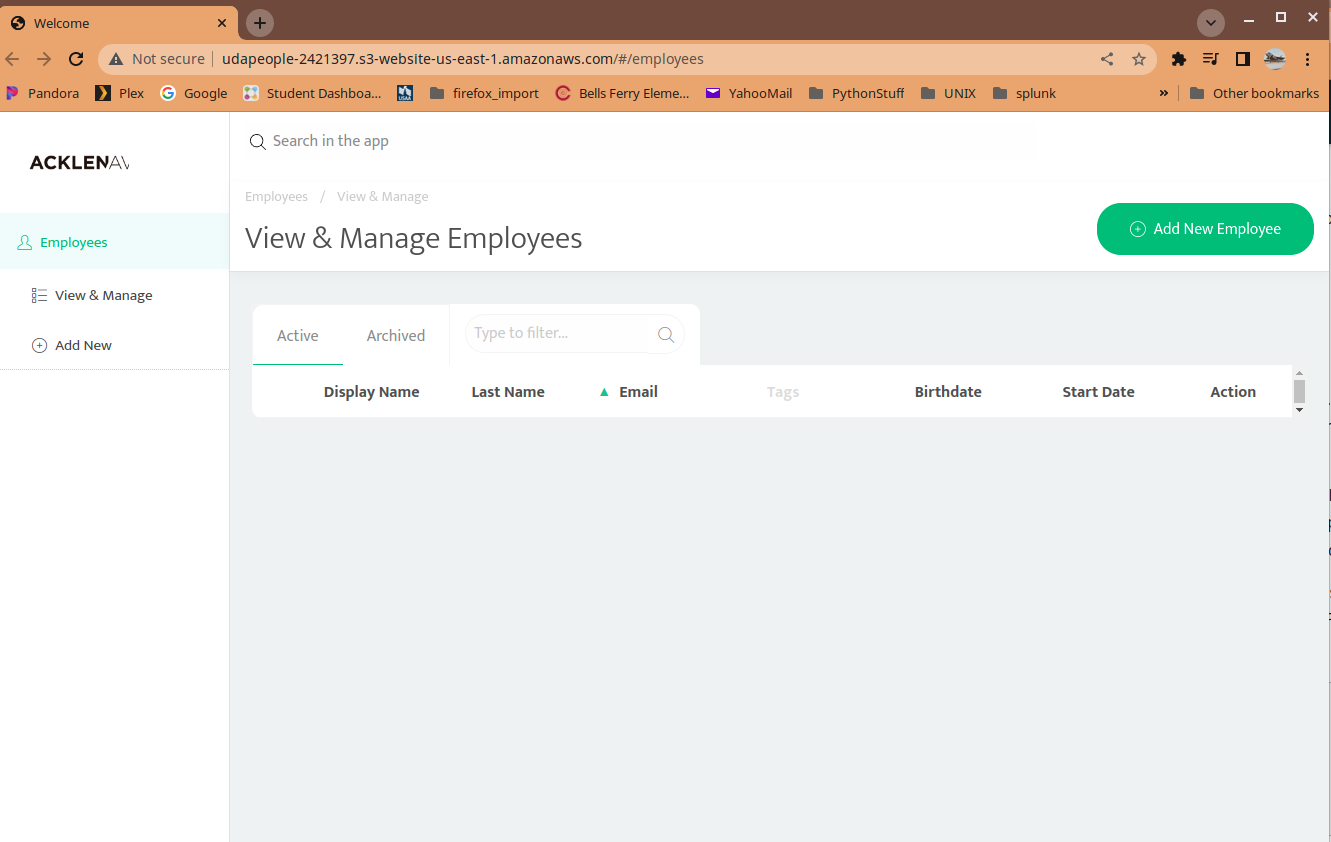 Welcome
Not secure udapeople-2421397.s3-website-us-east-1.amazonaws.com/#/employees
Pandora Plex Google Student Dashboa... firefox_import Bells Ferry Eleme... YahooMail PythonStuff UNIX splunk » Other bookmarks
ACKLENAV
Search in the app
Employees / View & Manage
View & Manage Employees
Add New Employee
Employees
View & Manage
Add New
Active Archived Type to filter...
Display Name Last Name ▲ Email Tags Birthdate Start Date Action